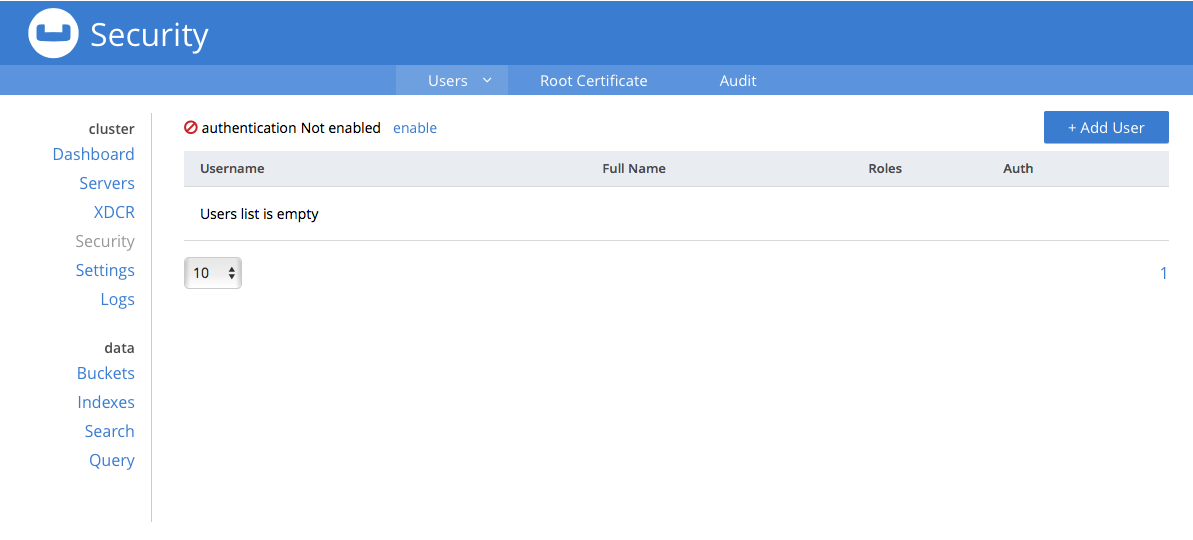 Security
Users
Root Certificate
Audit
cluster
Dashboard
Servers
XDCR
Security
Settings
Logs
data
Buckets
Indexes
Search
Query
authentication Not enabled enable
+ Add User
Username Full Name Roles Auth
Users list is empty
10
1